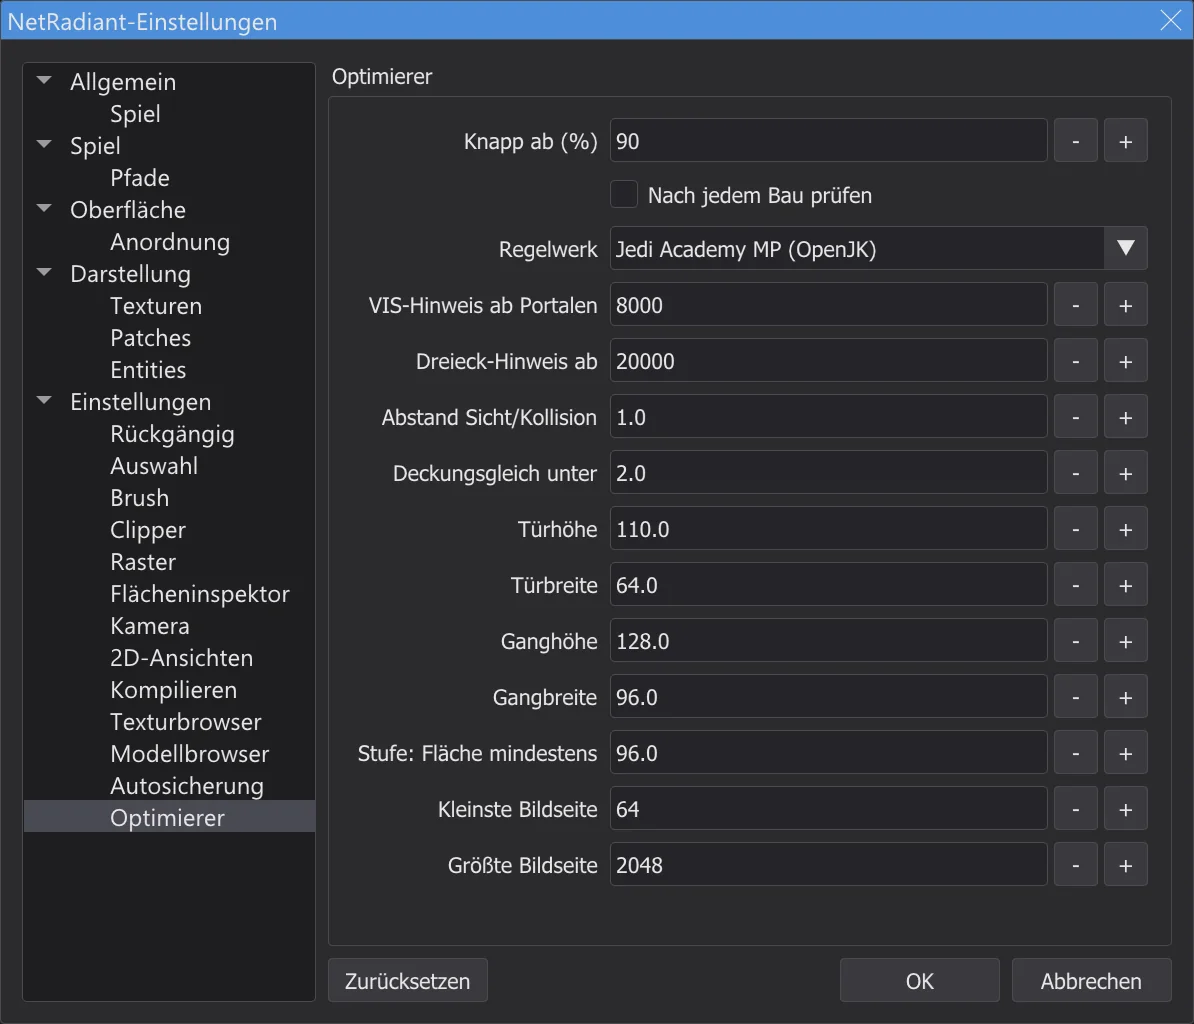 NetRadiant-Einstellungen
Allgemein
Spiel
Spiel
Pfade
Oberfläche
Anordnung
Darstellung
Texturen
Patches
Entities
Einstellungen
Rückgängig
Auswahl
Brush
Clipper
Raster
Flächeninspektor
Kamera
2D-Ansichten
Kompilieren
Texturbrowser
Modellbrowser
Autosicherung
Optimierer
Optimierer
Knapp ab (%) 90 - +
Nach jedem Bau prüfen
Regelwerk Jedi Academy MP (OpenJK)
VIS-Hinweis ab Portalen 8000 - +
Dreieck-Hinweis ab 20000 - +
Abstand Sicht/Kollision 1.0 - +
Deckungsgleich unter 2.0 - +
Türhöhe 110.0 - +
Türbreite 64.0 - +
Ganghöhe 128.0 - +
Gangbreite 96.0 - +
Stufe: Fläche mindestens 96.0 - +
Kleinste Bildseite 64 - +
Größte Bildseite 2048 - +
Zurücksetzen OK Abbrechen